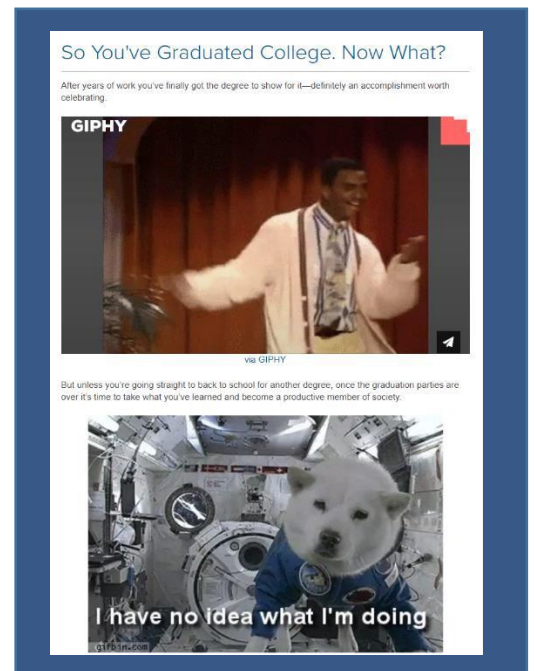 So You've Graduated College. Now What?
After years of work you've finally got the degree to show for it—definitely an accomplishment worth
celebrating.
GIPHY
via GIPHY
But unless you're going straight to back to school for another degree, once the graduation parties are
over it's time to take what you've learned and become a productive member of society.
I have no idea what I'm doing
gifbin.com